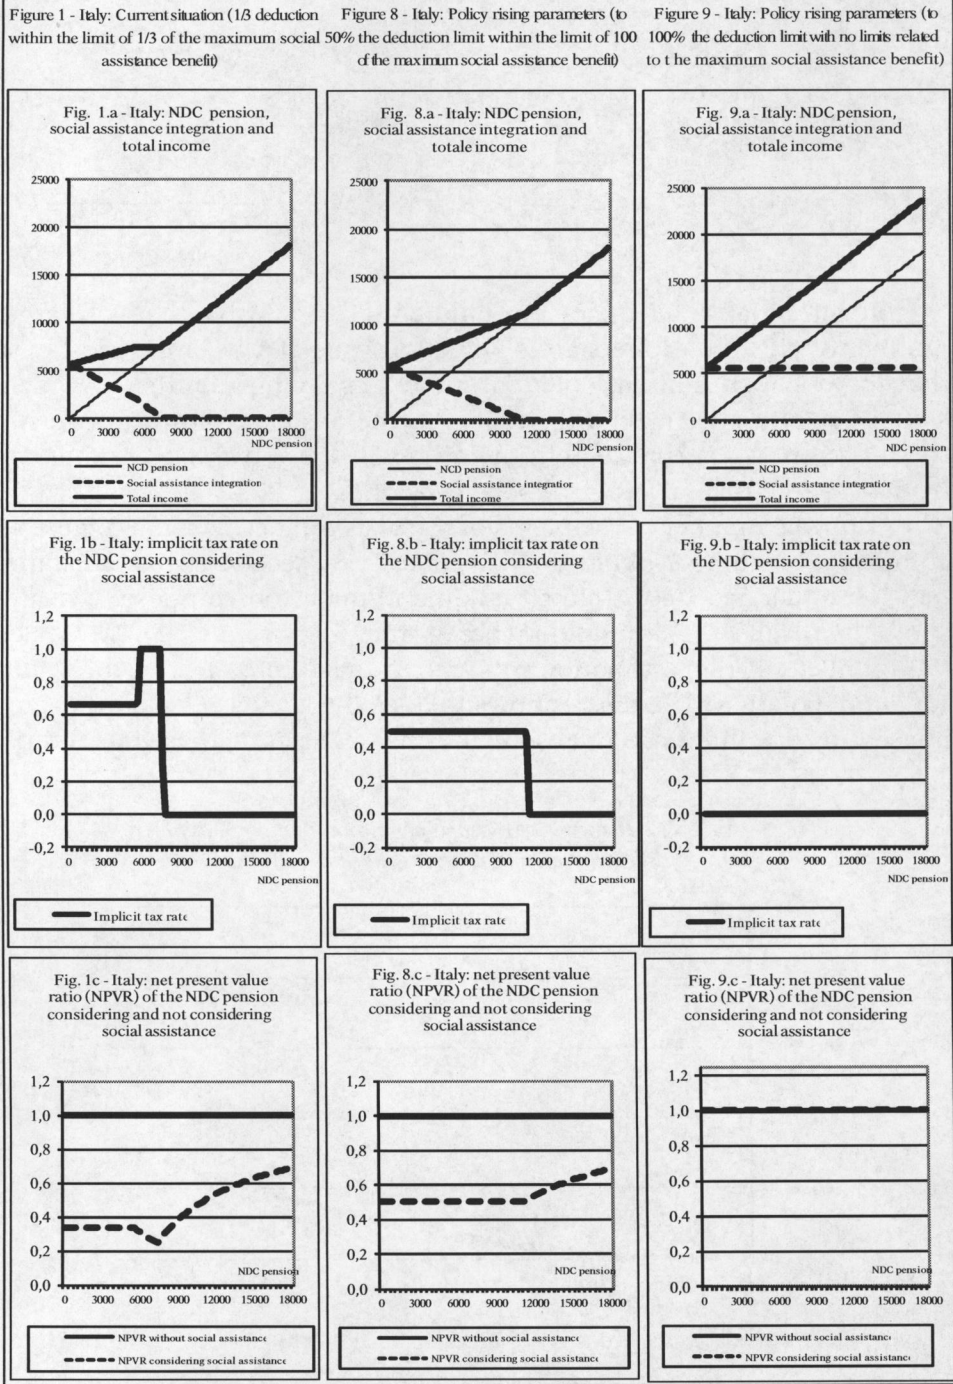 Figure 1 - Italy: Current situation (1/3 deduction
within the limit of 1/3 of the maximum social
assistance benefit)
Figure 8 - Italy: Policy rising parameters (to
50% the deduction limit within the limit of 100
of the maximum social assistance benefit)
Figure 9 - Italy: Policy rising parameters (to
100% the deduction limit with no limits related
to t he maximum social assistance benefit)
Fig. 1.a - Italy: NDC pension,
social assistance integration and
total income
25000
20000
15000
10000
5000
0
0 3000 6000 9000 12000 15000 18000
NDC pension
NCD pension
Social assistance integration
Total income
Fig. 8.a - Italy: NDC pension,
social assistance integration and
totale income
25000
20000
15000
10000
5000
0
0 3000 6000 9000 12000 15000 18000
NDC pension
NCD pension
Social assistance integratior
Total income
Fig. 9.a - Italy: NDC pension,
social assistance integration and
totale income
25000
20000
15000
10000
5000
0
0 3000 6000 9000 12000 15000 18000
NDC pension
NCD pension
Social assistance integratior
Total income
Fig. 1b - Italy: implicit tax rate on
the NDC pension considering
social assistance
1,2
1,0
0,8
0,6
0,4
0,2
0,0
-0,2
0 3000 6000 9000 12000 15000 18000
NDC pension
Implicit tax rate
Fig. 8.b - Italy: implicit tax rate on
the NDC pension considering
social assistance
1,2
1,0
0,8
0,6
0,4
0,2
0,0
-0,2
0 3000 6000 9000 12000 15000 18000
NDC pension
Implicit tax rate
Fig. 9.b - Italy: implicit tax rate on
the NDC pension considering
social assistance
1,2
1,0
0,8
0,6
0,4
0,2
0,0
-0,2
0 3000 6000 9000 12000 15000 18000
NDC pension
Implicit tax rate
Fig. 1c - Italy: net present value
ratio (NPVR) of the NDC pension
considering and not considering
social assistance
1,2
1,0
0,8
0,6
0,4
0,2
0,0
NDC pension
0 3000 6000 9000 12000 15000 18000
NPVR without social assistance
NPVR considering social assistance
Fig. 8.c - Italy: net present value
ratio (NPVR) of the NDC pension
considering and not considering
social assistance
1,2
1,0
0,8
0,6
0,4
0,2
0,0
NDC pension
0 3000 6000 9000 12000 15000 18000
NPVR without social assistance
NPVR considering social assistance
Fig. 9.c - Italy: net present value
ratio (NPVR) of the NDC pension
considering and not considering
social assistance
1,2
1,0
0,8
0,6
0,4
0,2
0,0
NDC pension
0 3000 6000 9000 12000 15000 18000
NPVR without social assistance
NPVR considering social assistance